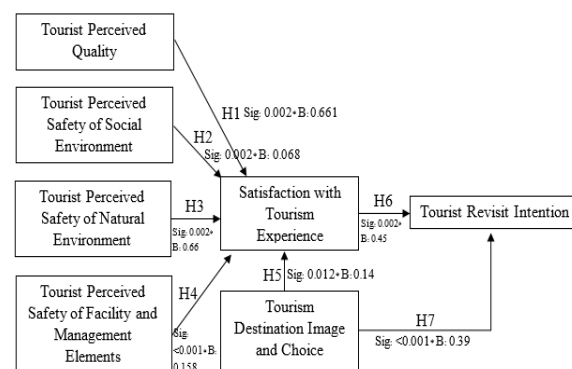 Tourist Perceived
Quality
H1 Sig: 0.002* B: 0.661
Tourist Perceived
Safety of Social
Environment
H2
Sig: 0.002* B: 0.068
Tourist Perceived
Safety of Natural
Environment
H3
Sig: 0.002*
B: 0.66
Satisfaction with
Tourism
Experience
H6
Sig: 0.002*
B: 0.45
Tourist Revisit Intention
Tourist Perceived
Safety of Facility and
Management
Elements
H4
Sig:
<0.001* B:
0.158
H5 Sig: 0.012* B: 0.14
Tourism
Destination Image
and Choice
H7
Sig: <0.001* B: 0.39